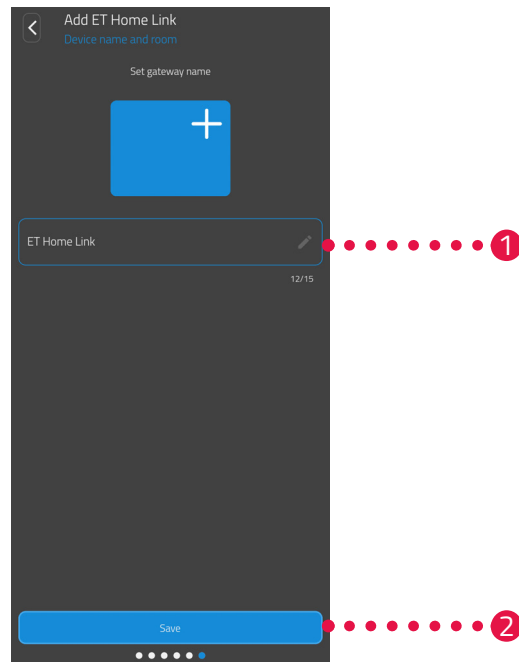 Add ET Home Link
Device name and room
Set gateway name
ET Home Link
1
12/15
Save
2